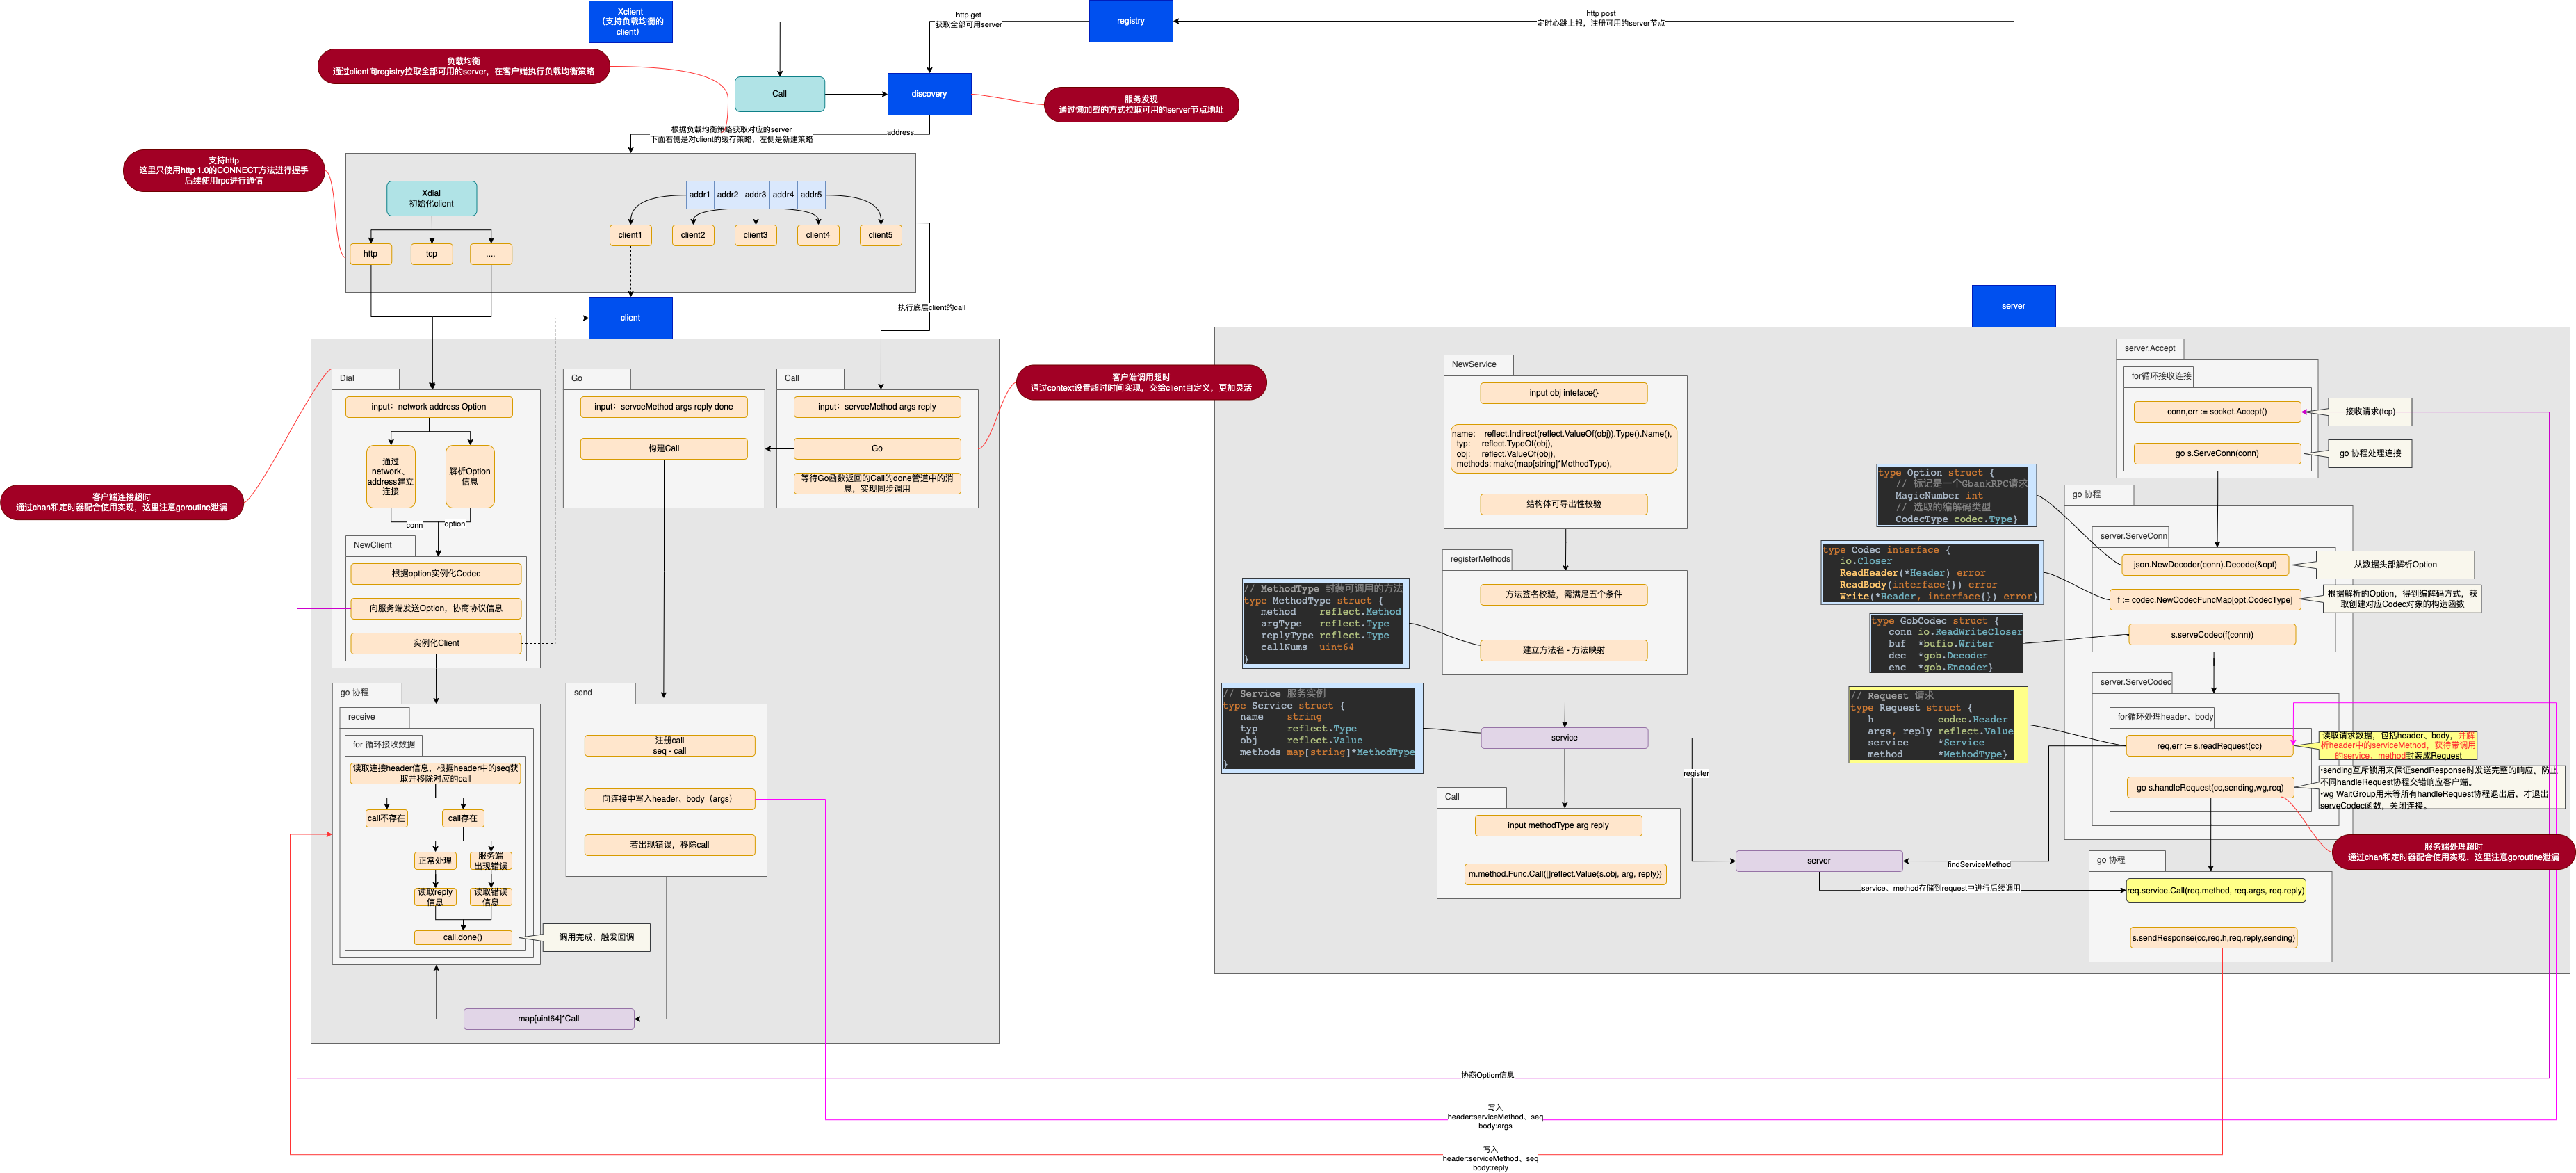 Xclient
（支持负载均衡的
client）
http get
获取全部可用server
registry
http post
定时心跳上报，注册可用的server节点
负载均衡
通过client向registry拉取全部可用的server，在客户端执行负载均衡策略
Call
discovery
服务发现
通过懒加载的方式拉取可用的server节点地址
根据负载均衡策略获取对应的server
下面右侧是对client的缓存策略，左侧是新建策略
address
支持http
这里只使用http 1.0的CONNECT方法进行握手
后续使用rpc进行通信
Xdial
初始化client
http
tcp
....
addr1
addr2
addr3
addr4
addr5
client1
client2
client3
client4
client5
执行底层client的call
client
Dial
input：network address Option
通过
network、
address建立
连接
解析Option
信息
conn
option
NewClient
根据option实例化Codec
向服务端发送Option，协商协议信息
实例化Client
客户端连接超时
通过chan和定时器配合使用实现，这里注意goroutine泄漏
Go
input：servceMethod args reply done
构建Call
Call
input：servceMethod args reply
Go
等待Go函数返回的Call的done管道中的消
息，实现同步调用
客户端调用超时
通过context设置超时时间实现，交给client自定义，更加灵活
go 协程
receive
for 循环接收数据
读取连接header信息，根据header中的seq获
取并移除对应的call
call不存在
call存在
正常处理
服务端
出现错误
读取reply
信息
读取错误
信息
call.done()
调用完成，触发回调
send
注册call
seq - call
向连接中写入header、body（args）
若出现错误，移除call
map[uint64]*Call
server
NewService
input obj inteface{}
name: reflect.Indirect(reflect.ValueOf(obj)).Type().Name(),
typ: reflect.TypeOf(obj),
obj: reflect.ValueOf(obj),
methods: make(map[string]*MethodType),
结构体可导出性校验
registerMethods
方法签名校验，需满足五个条件
建立方法名 - 方法映射
// MethodType 封装可调用的方法
type MethodType struct {
method reflect.Method
argType reflect.Type
replyType reflect.Type
callNums uint64
}
// Service 服务实例
type Service struct {
name string
typ reflect.Type
obj reflect.Value
methods map[string]*MethodType
}
service
register
Call
input methodType arg reply
m.method.Func.Call([]reflect.Value{s.obj, arg, reply})
server
findServiceMethod
service、method存储到request中进行后续调用
type Option struct {
// 标记是一个GbankRPC请求
MagicNumber int
// 选取的编解码类型
CodecType codec.Type}
type Codec interface {
io.Closer
ReadHeader(*Header) error
ReadBody(interface{}) error
Write(*Header, interface{}) error}
type GobCodec struct {
conn io.ReadWriteCloser
buf *bufio.Writer
dec *gob.Decoder
enc *gob.Encoder}
// Request 请求
type Request struct {
h codec.Header
args, reply reflect.Value
service *Service
method *MethodType}
server.Accept
for循环接收连接
conn,err := socket.Accept()
接收请求(tcp)
go s.ServeConn(conn)
go 协程处理连接
go 协程
server.ServeConn
json.NewDecoder(conn).Decode(&opt)
从数据头部解析Option
f := codec.NewCodecFuncMap[opt.CodecType]
根据解析的Option，得到编解码方式，获
取创建对应Codec对象的构造函数
s.serveCodec(f(conn))
server.ServeCodec
for循环处理header、body
req,err := s.readRequest(cc)
读取请求数据，包括header、body，并解
析header中的serviceMethod，获待带调用
的service、method封装成Request
go s.handleRequest(cc,sending,wg,req)
•sending互斥锁用来保证sendResponse时发送完整的响应。防止
不同handleRequest协程交错响应客户端。
•wg WaitGroup用来等所有handleRequest协程退出后，才退出
serveCodec函数，关闭连接。
服务端处理超时
通过chan和定时器配合使用实现，这里注意goroutine泄漏
go 协程
req.service.Call(req.method, req.args, req.reply)
s.sendResponse(cc,req.h,req.reply,sending)
协商Option信息
写入
header:serviceMethod、seq
body:args
写入
header:serviceMethod、seq
body:reply